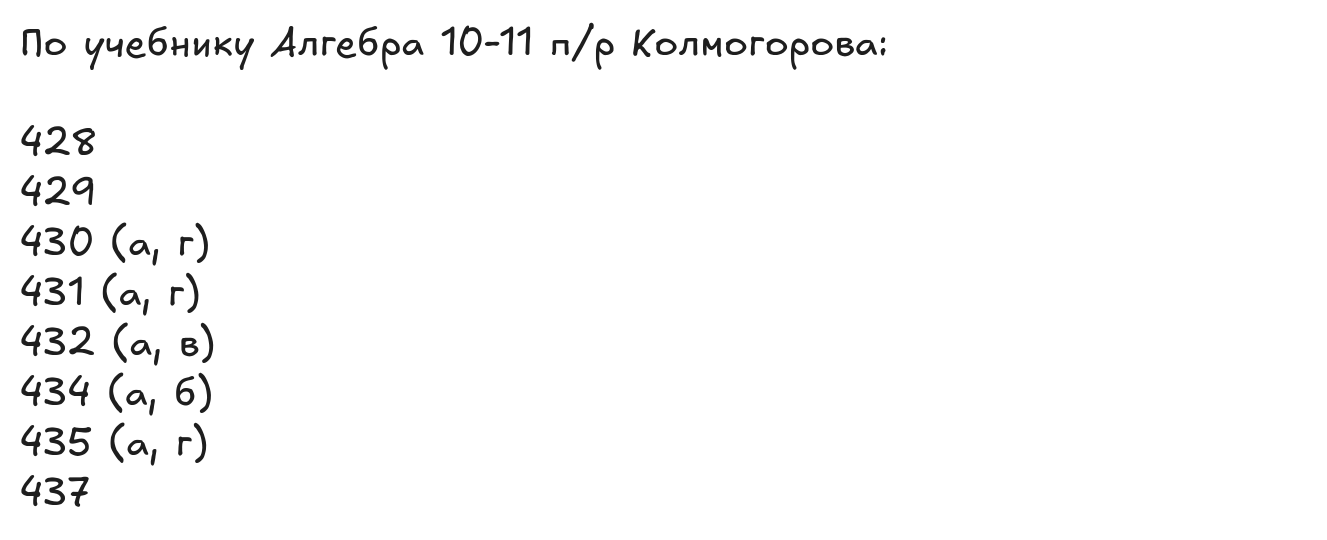 По учебнику Алгебра 10-11 п/р Колмогорова:
428
429
430 (а, г)
431 (а, г)
432 (а, в)
434 (а, б)
435 (а, г)
437